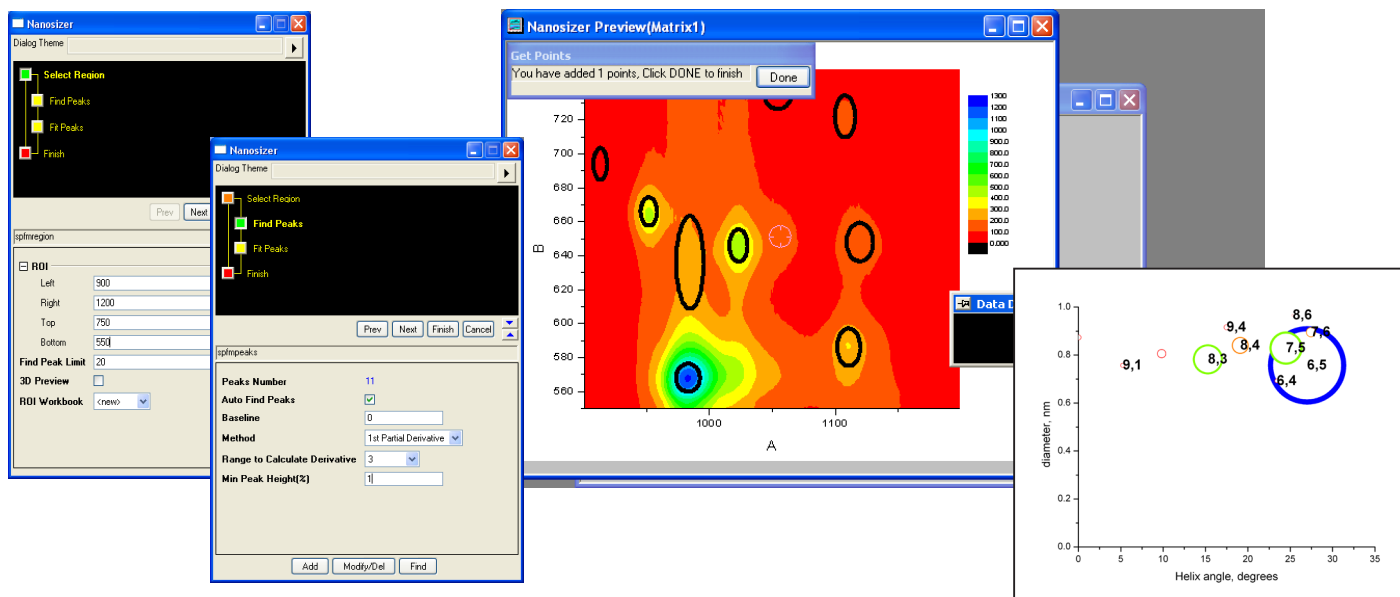 Nanosizer
Dialog Theme
Select Region
Find Peaks
Fit Peaks
Finish
Prev Next
spfmregion
ROI
Left 900
Right 1200
Top 750
Bottom 550
Find Peak Limit 20
3D Preview
ROI Workbook <new>
Nanosizer
Dialog Theme
Select Region
Find Peaks
Fit Peaks
Finish
Prev Next Finish Cancel
spfmpeaks
Peaks Number 11
Auto Find Peaks
Baseline 0
Method 1st Partial Derivative
Range to Calculate Derivative 3
Min Peak Height(%) 1
Add Modify/Del Find
Nanosizer Preview(Matrix1)
Get Points
You have added 1 points, Click DONE to finish Done
720
700
680
660
640
620
600
580
560
B
1000 1100
A
1300
1200
1100
1000
900.0
800.0
700.0
600.0
500.0
400.0
300.0
200.0
100.0
0.000
Data D
1.0
0.8
0.6
0.4
0.2
0.0
diameter, nm
8,6
9,4 7,6
8,4 7,5
8,3 6,5
9,1
6,4
0 5 10 15 20 25 30 35
Helix angle, degrees